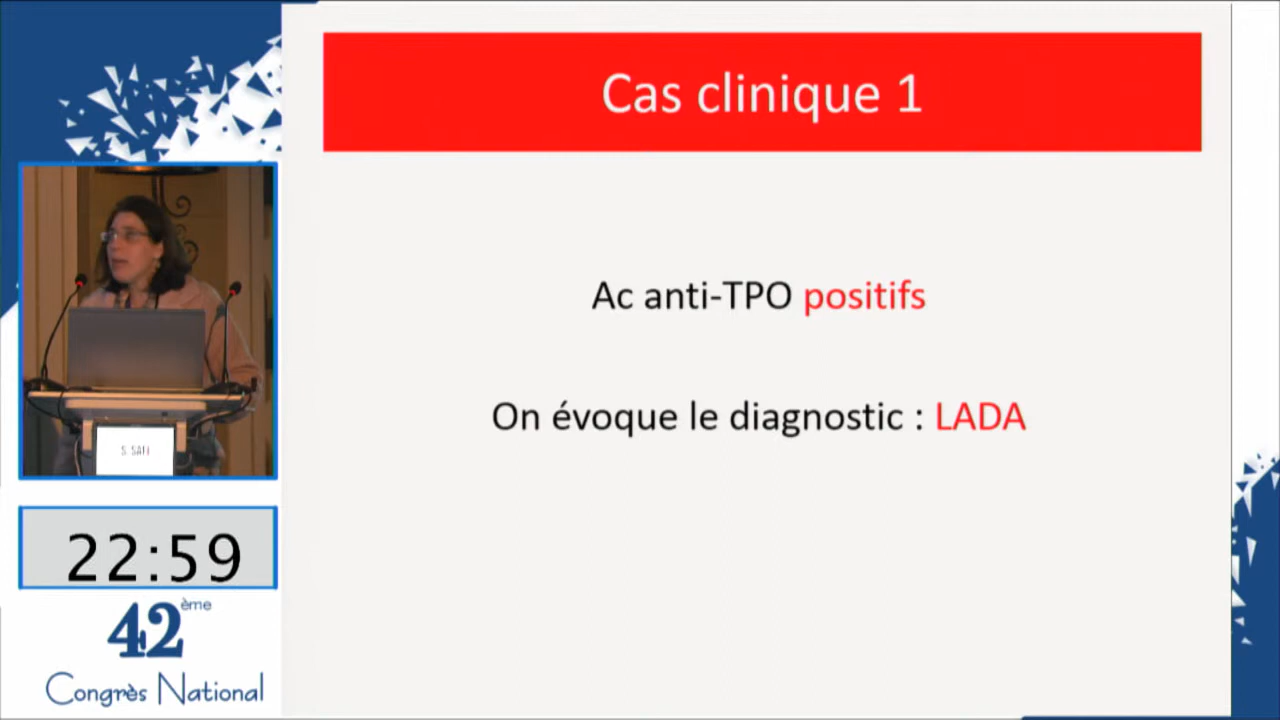 Cas clinique 1
Ac anti-TPO positifs
On évoque le diagnostic : LADA
22:59
42ème
Congrès National